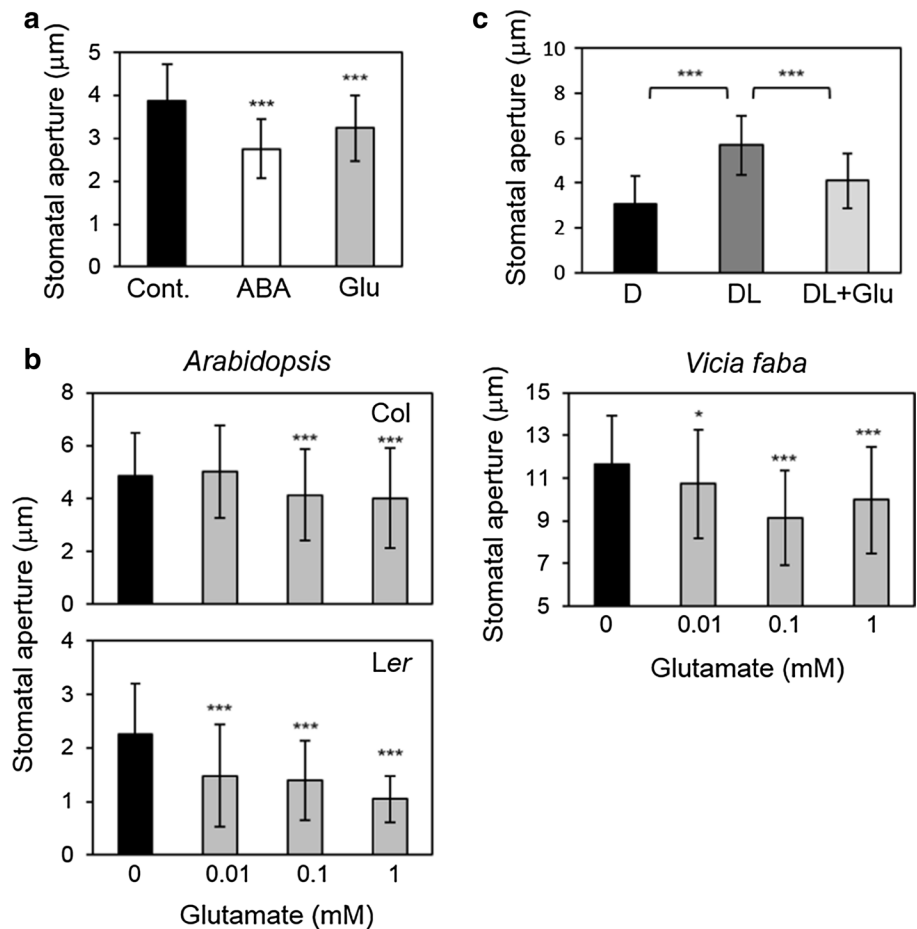 a
Stomatal aperture (μm)
5
4
3
2
1
0
***
***
Cont. ABA Glu
c
Stomatal aperture (μm)
10
8
6
4
2
0
***
***
D DL DL+Glu
b
Arabidopsis
Stomatal aperture (μm)
Col
8
6
4
2
0
***
***
Ler
4
3
2
1
0
***
***
***
0 0.01 0.1 1
Glutamate (mM)
Vicia faba
Stomatal aperture (μm)
15
13
11
9
7
5
*
***
***
0 0.01 0.1 1
Glutamate (mM)